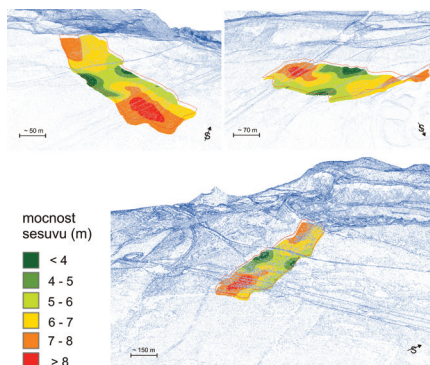 ~ 50 m
S
~ 70 m
S
mocnost
sesuvu (m)
< 4
4 - 5
5 - 6
6 - 7
7 - 8
> 8
~ 150 m
S